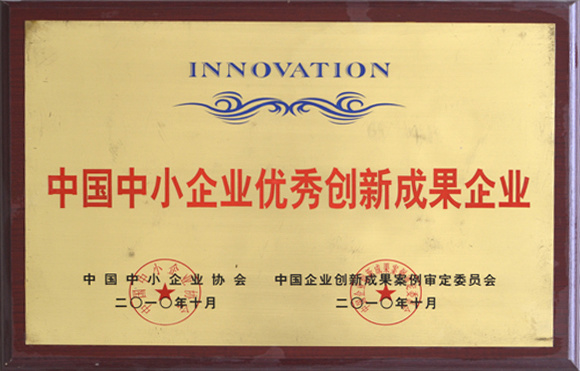 INNOVATION
中国中小企业优秀创新成果企业
中国中小企业协会
二〇一〇年十月
中国企业创新成果案例审定委员会
二〇一〇年十月